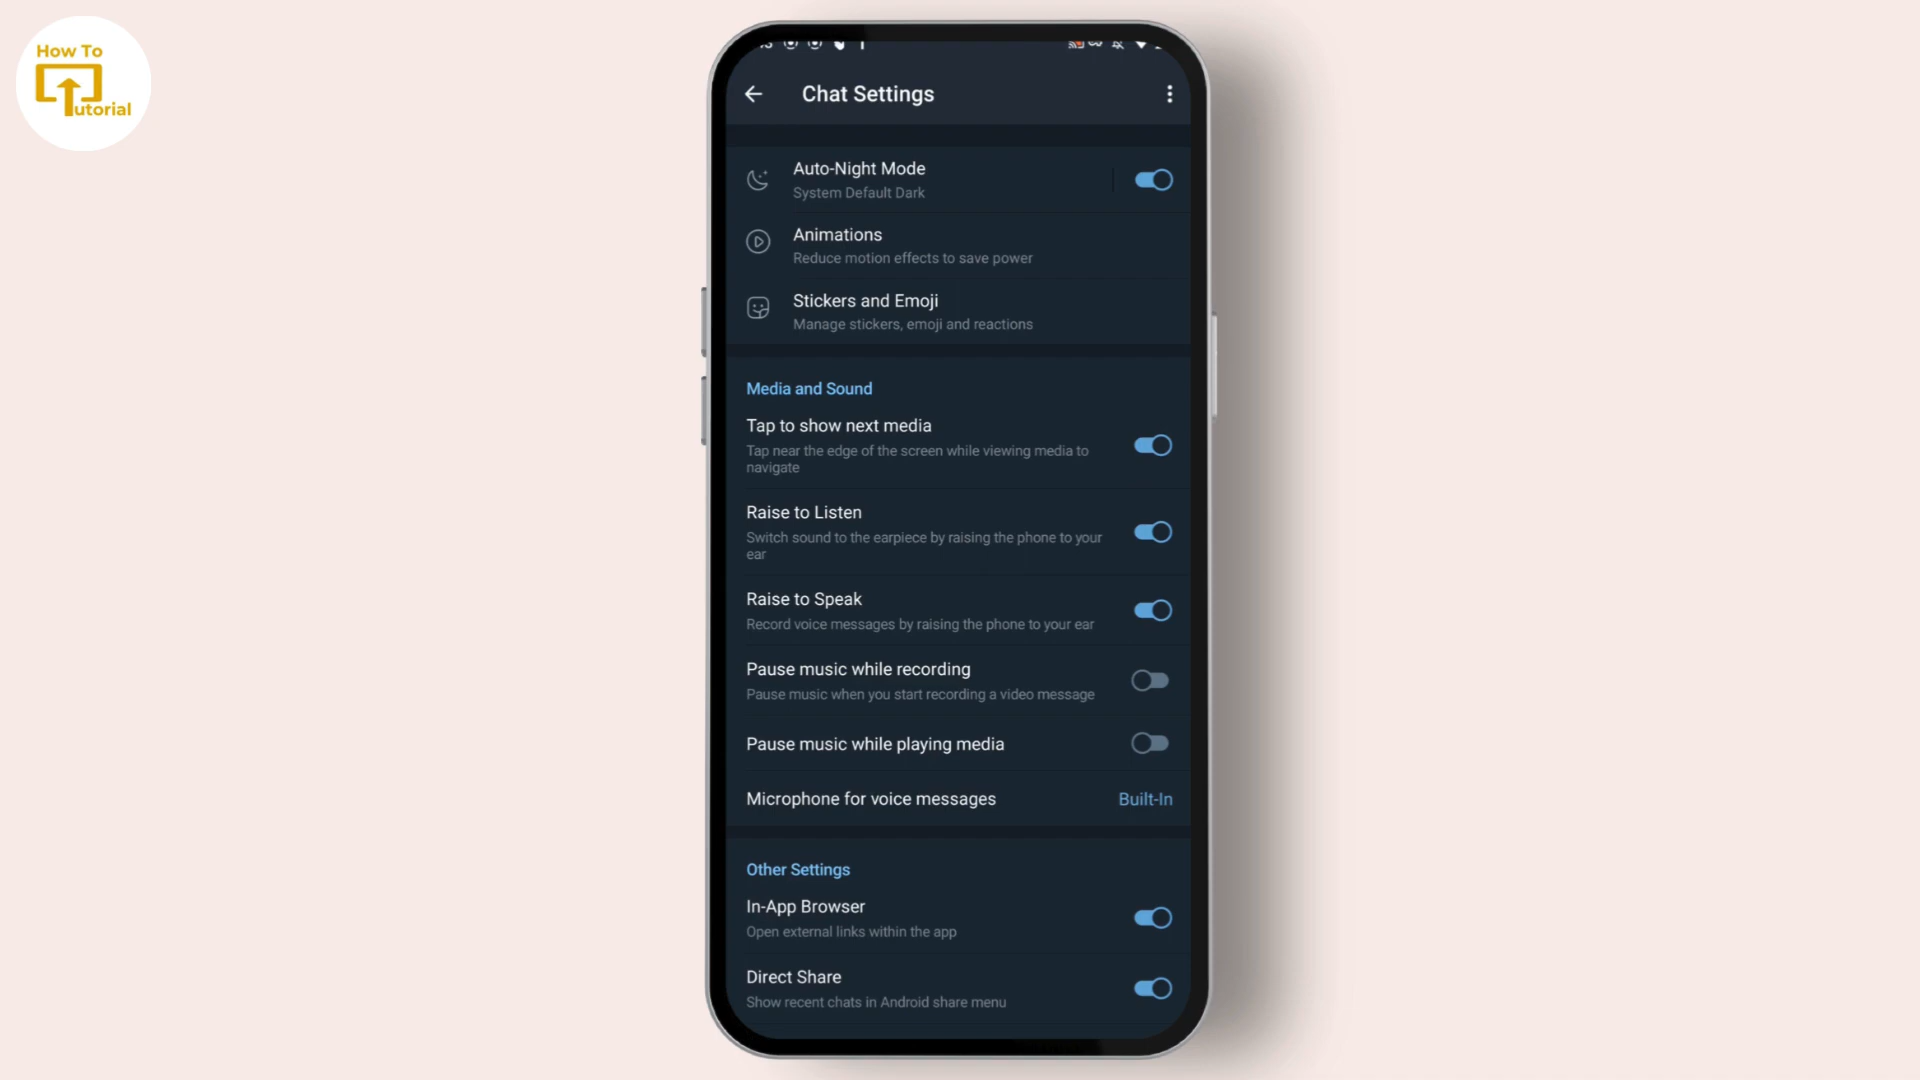 How To
utorial
Chat Settings
Auto-Night Mode
System Default Dark
Animations
Reduce motion effects to save power
Stickers and Emoji
Manage stickers, emoji and reactions
Media and Sound
Tap to show next media
Tap near the edge of the screen while viewing media to
navigate
Raise to Listen
Switch sound to the earpiece by raising the phone to your
ear
Raise to Speak
Record voice messages by raising the phone to your ear
Pause music while recording
Pause music when you start recording a video message
Pause music while playing media
Microphone for voice messages
Built-In
Other Settings
In-App Browser
Open external links within the app
Direct Share
Show recent chats in Android share menu